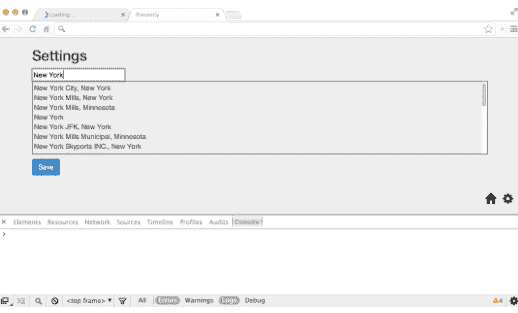 Loading...
Presently
Settings
New York
New York City, New York
New York Mills, New York
New York Mills, Minnesota
New York
New York JFK, New York
New York Mills Municipal, Minnesota
New York Skyports INC., New York
Save
Elements Resources Network Sources Timeline Profiles Audits Console
<top frame> All Errors Warnings Logs Debug 4